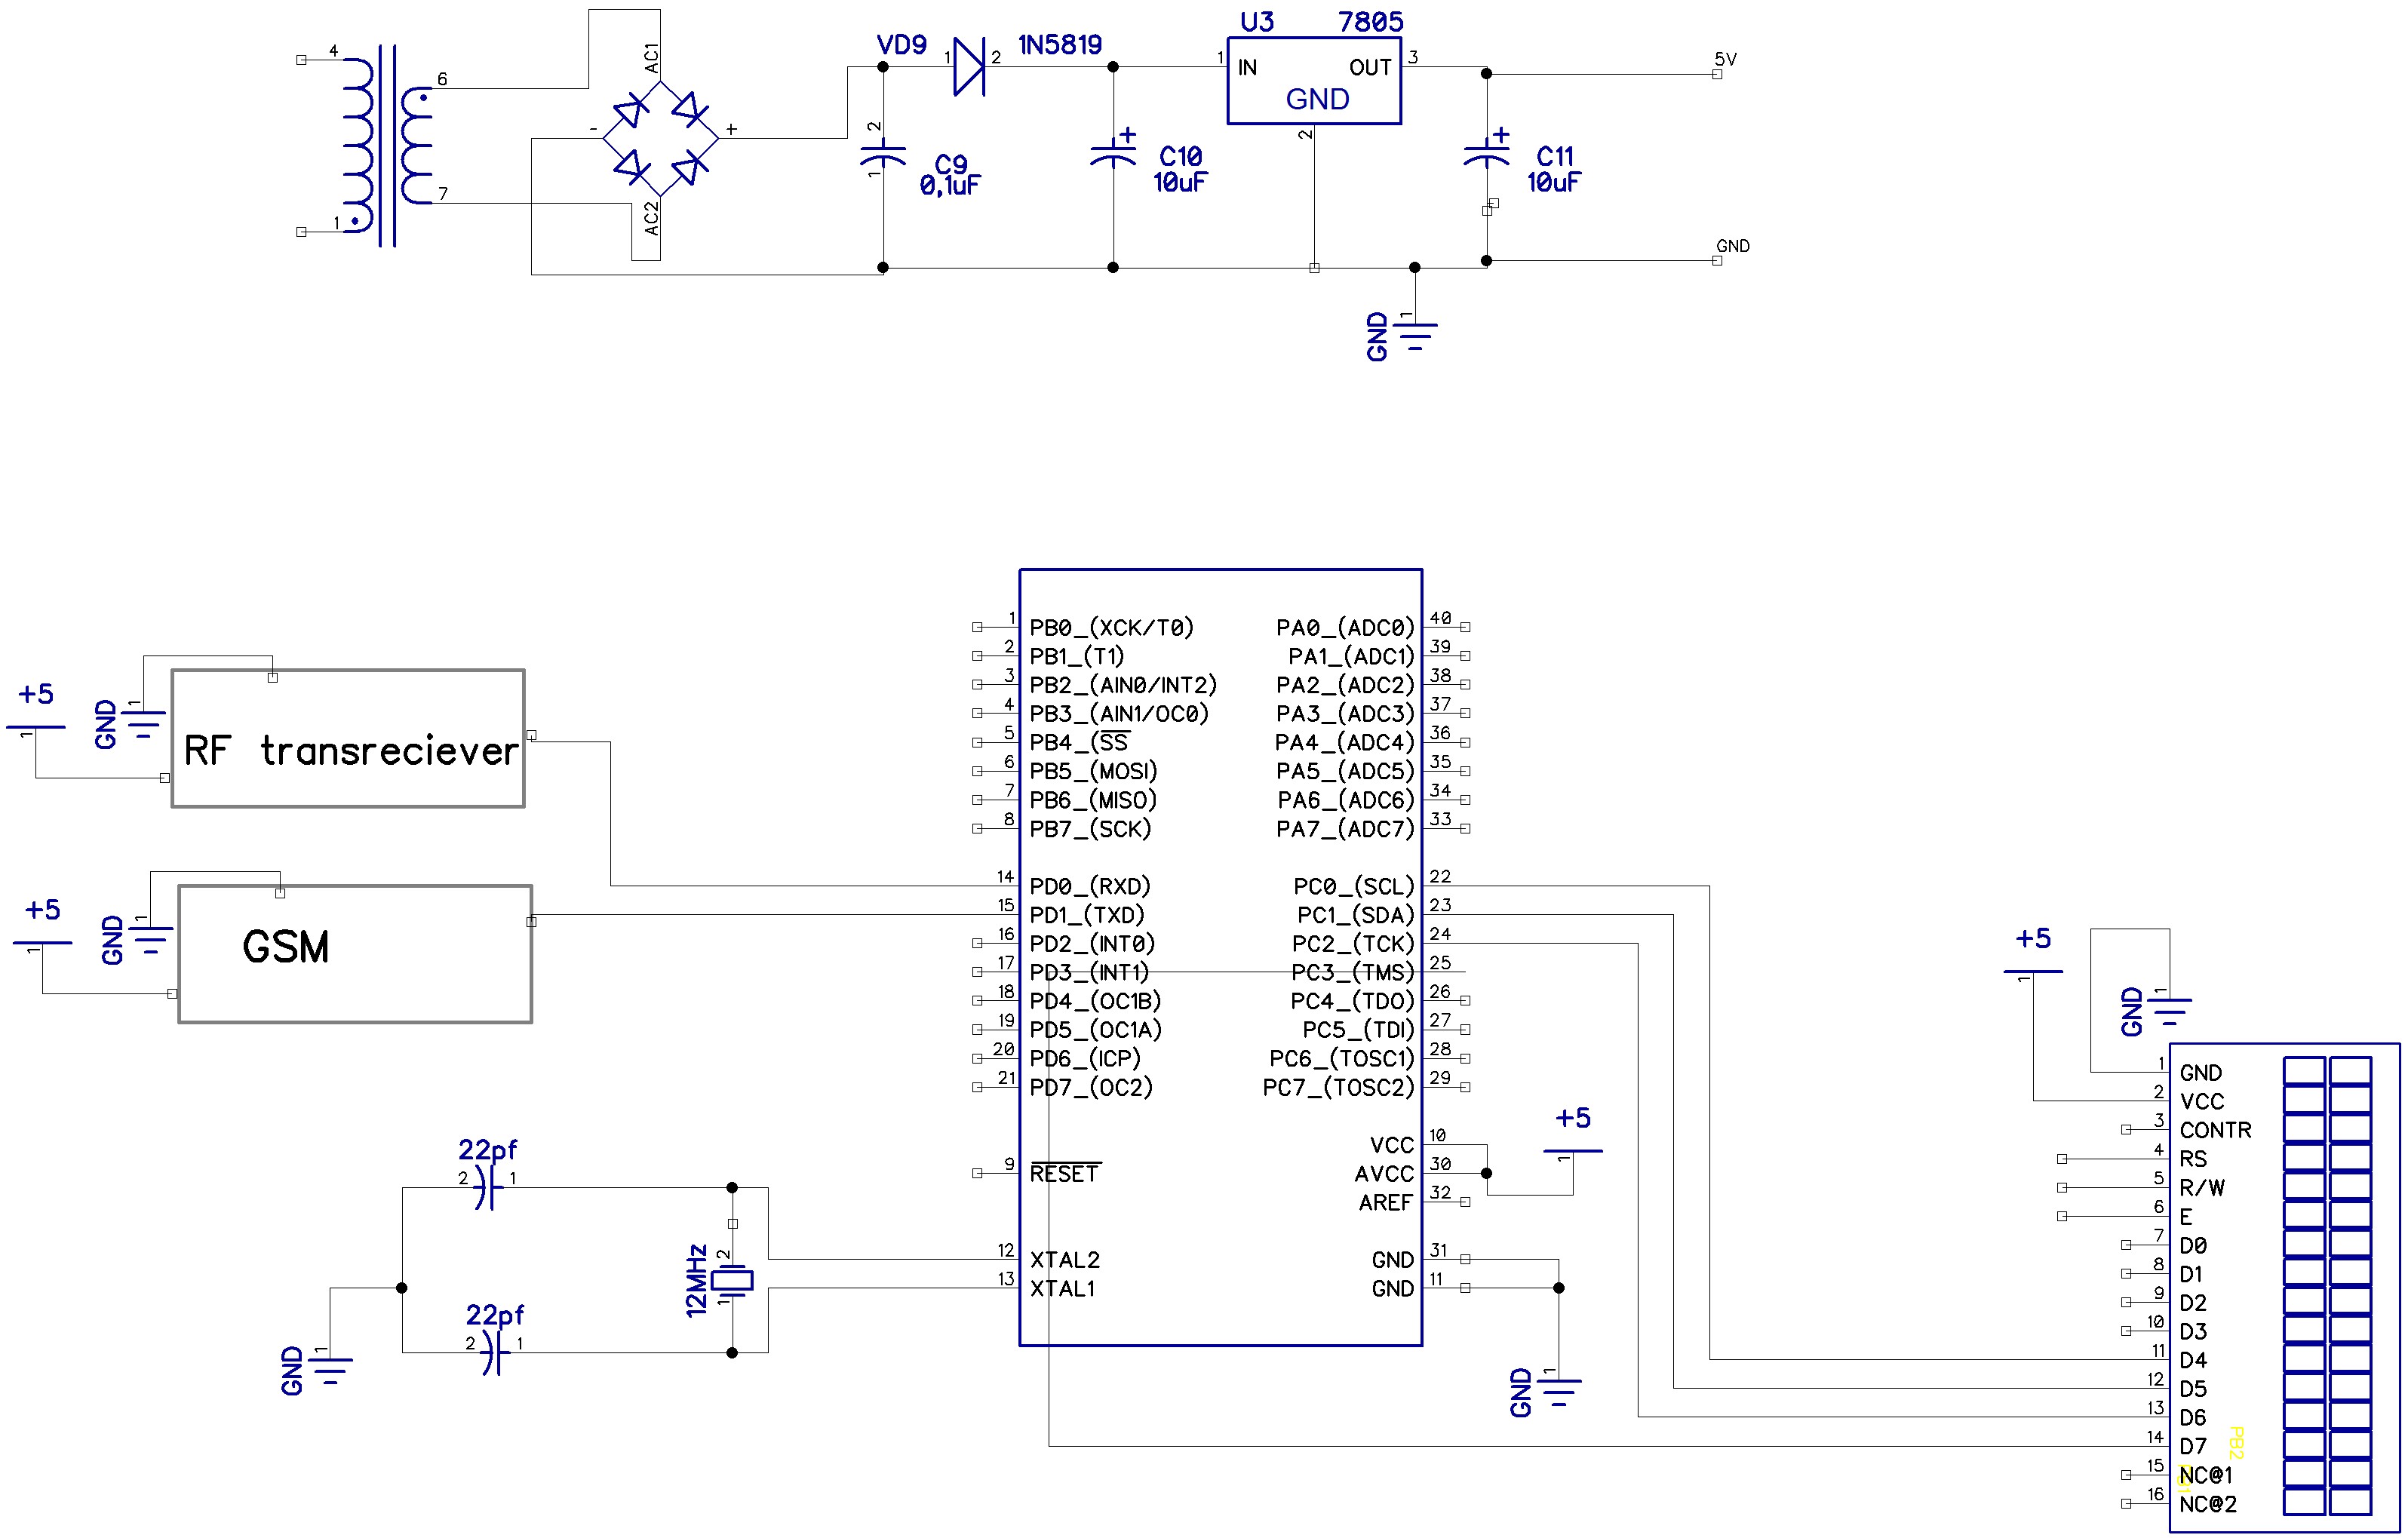 U3 7805
VD9 1N5819
1 2
1 IN OUT 3
GND
2
5V
4
1
6
7
AC1
AC2
-
+
2
1
C9
0,1uF
+
C10
10uF
+
C11
10uF
GND
GND
1
+5
1
GND
1
RF transreciever
+5
1
GND
1
GSM
1 PB0_(XCK/T0)
2 PB1_(T1)
3 PB2_(AIN0/INT2)
4 PB3_(AIN1/OC0)
5 PB4_(SS
6 PB5_(MOSI)
7 PB6_(MISO)
8 PB7_(SCK)
14 PD0_(RXD)
15 PD1_(TXD)
16 PD2_(INT0)
17 PD3_(INT1)
18 PD4_(OC1B)
19 PD5_(OC1A)
20 PD6_(ICP)
21 PD7_(OC2)
9 RESET
12 XTAL2
13 XTAL1
PA0_(ADC0) 40
PA1_(ADC1) 39
PA2_(ADC2) 38
PA3_(ADC3) 37
PA4_(ADC4) 36
PA5_(ADC5) 35
PA6_(ADC6) 34
PA7_(ADC7) 33
PC0_(SCL) 22
PC1_(SDA) 23
PC2_(TCK) 24
PC3_(TMS) 25
PC4_(TDO) 26
PC5_(TDI) 27
PC6_(TOSC1) 28
PC7_(TOSC2) 29
VCC 10
AVCC 30
AREF 32
GND 31
GND 11
+5
1
GND
1
22pf
2 1
22pf
2 1
12MHz
2
1
GND
1
+5
1
GND
1
1 GND
2 VCC
3 CONTR
4 RS
5 R/W
6 E
7 D0
8 D1
9 D2
10 D3
11 D4
12 D5
13 D6
14 D7
15 NC@1
16 NC@2
PB2